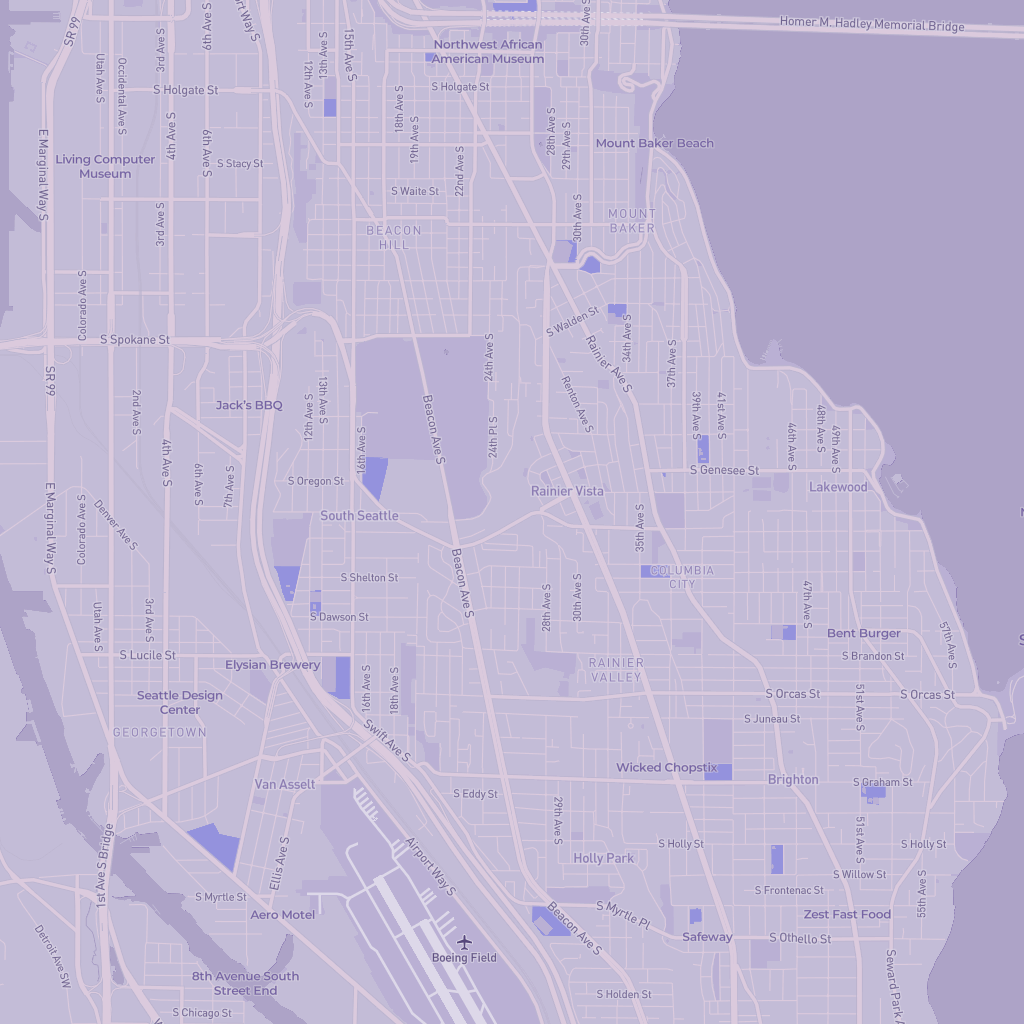 Homer M. Hadley Memorial Bridge
SR 99
3rd Ave S
6th Ave S
15th Ave S
30th Ave S
Northwest African
American Museum
Utah Ave S
Occidental Ave S
12th Ave S
13th Ave S
S Holgate St
S Holgate St
18th Ave S
19th Ave S
28th Ave S
29th Ave S
Mount Baker Beach
E Marginal Way S
4th Ave S
6th Ave S
Living Computer
Museum
S Stacy St
22nd Ave S
S Waite St
3rd Ave S
30th Ave S
MOUNT
BAKER
BEACON
HILL
Colorado Ave S
S Walden St
34th Ave S
S Spokane St
24th Ave S
Rainier Ave S
37th Ave S
SR 99
2nd Ave S
Jack's BBQ
12th Ave S
13th Ave S
Beacon Ave S
Renton Ave S
39th Ave S
41st Ave S
46th Ave S
48th Ave S
49th Ave S
4th Ave S
16th Ave S
24th Pl S
6th Ave S
7th Ave S
S Genesee St
S Oregon St
Lakewood
E Marginal Way S
Colorado Ave S
Denver Ave S
Rainier Vista
South Seattle
35th Ave S
S Shelton St
Beacon Ave S
28th Ave S
30th Ave S
COLUMBIA
CITY
47th Ave S
Utah Ave S
3rd Ave S
S Dawson St
Bent Burger
57th Ave S
S Lucile St
Elysian Brewery
S Brandon St
RAINIER
VALLEY
16th Ave S
18th Ave S
Seattle Design
Center
S Orcas St
S Orcas St
51st Ave S
S Juneau St
GEORGETOWN
Swift Ave S
Wicked Chopstix
Brighton
S Graham St
Van Asselt
S Eddy St
29th Ave S
51st Ave S
S Holly St
S Holly St
1st Ave S Bridge
Ellis Ave S
Airport Way S
Holly Park
S Willow St
S Frontenac St
55th Ave S
S Myrtle St
Aero Motel
Beacon Ave S
S Myrtle Pl
Zest Fast Food
Detroit Ave SW
Safeway
S Othello St
Boeing Field
8th Avenue South
Street End
S Holden St
Seward Park A
S Chicago St